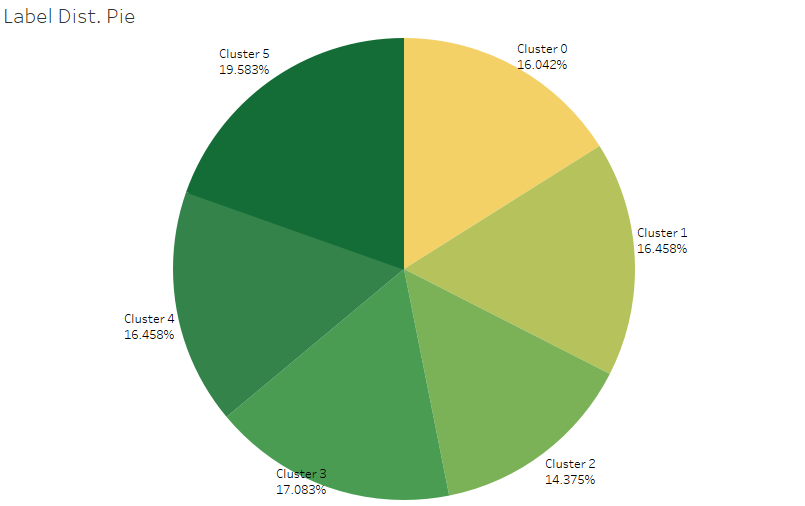 Label Dist. Pie
Cluster 5
19.583%
Cluster 0
16.042%
Cluster 1
16.458%
Cluster 4
16.458%
Cluster 2
14.375%
Cluster 3
17.083%